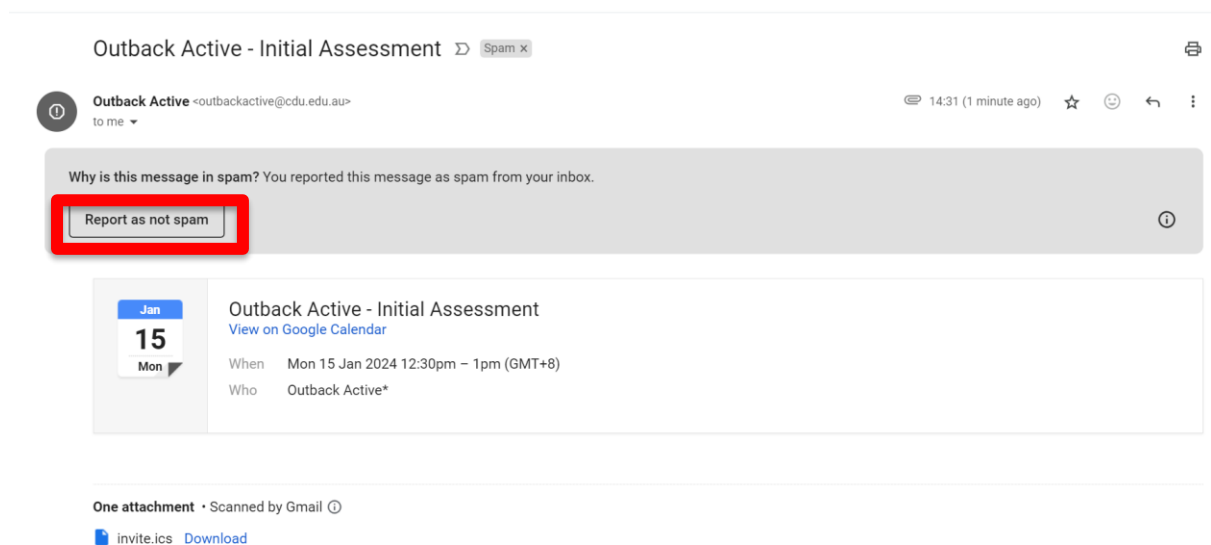 Outback Active - Initial Assessment Spam x
Outback Active <outbackactive@cdu.edu.au> 14:31 (1 minute ago)
to me
Why is this message in spam? You reported this message as spam from your inbox.
Report as not spam
Jan
15
Mon
Outback Active - Initial Assessment
View on Google Calendar
When Mon 15 Jan 2024 12:30pm – 1pm (GMT+8)
Who Outback Active*
One attachment • Scanned by Gmail
invite.ics Download